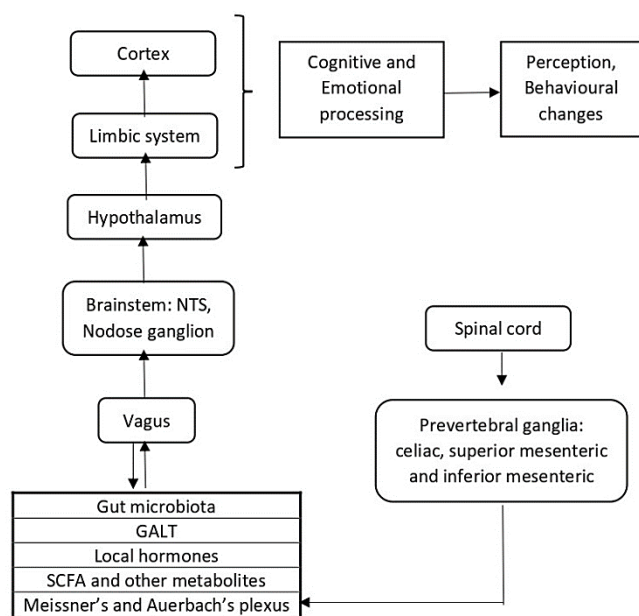 Cortex
Limbic system
Cognitive and
Emotional
processing
Perception,
Behavioural
changes
Hypothalamus
Brainstem: NTS,
Nodose ganglion
Vagus
Gut microbiota
GALT
Local hormones
SCFA and other metabolites
Meissner's and Auerbach's plexus
Spinal cord
Prevertebral ganglia:
celiac, superior mesenteric
and inferior mesenteric